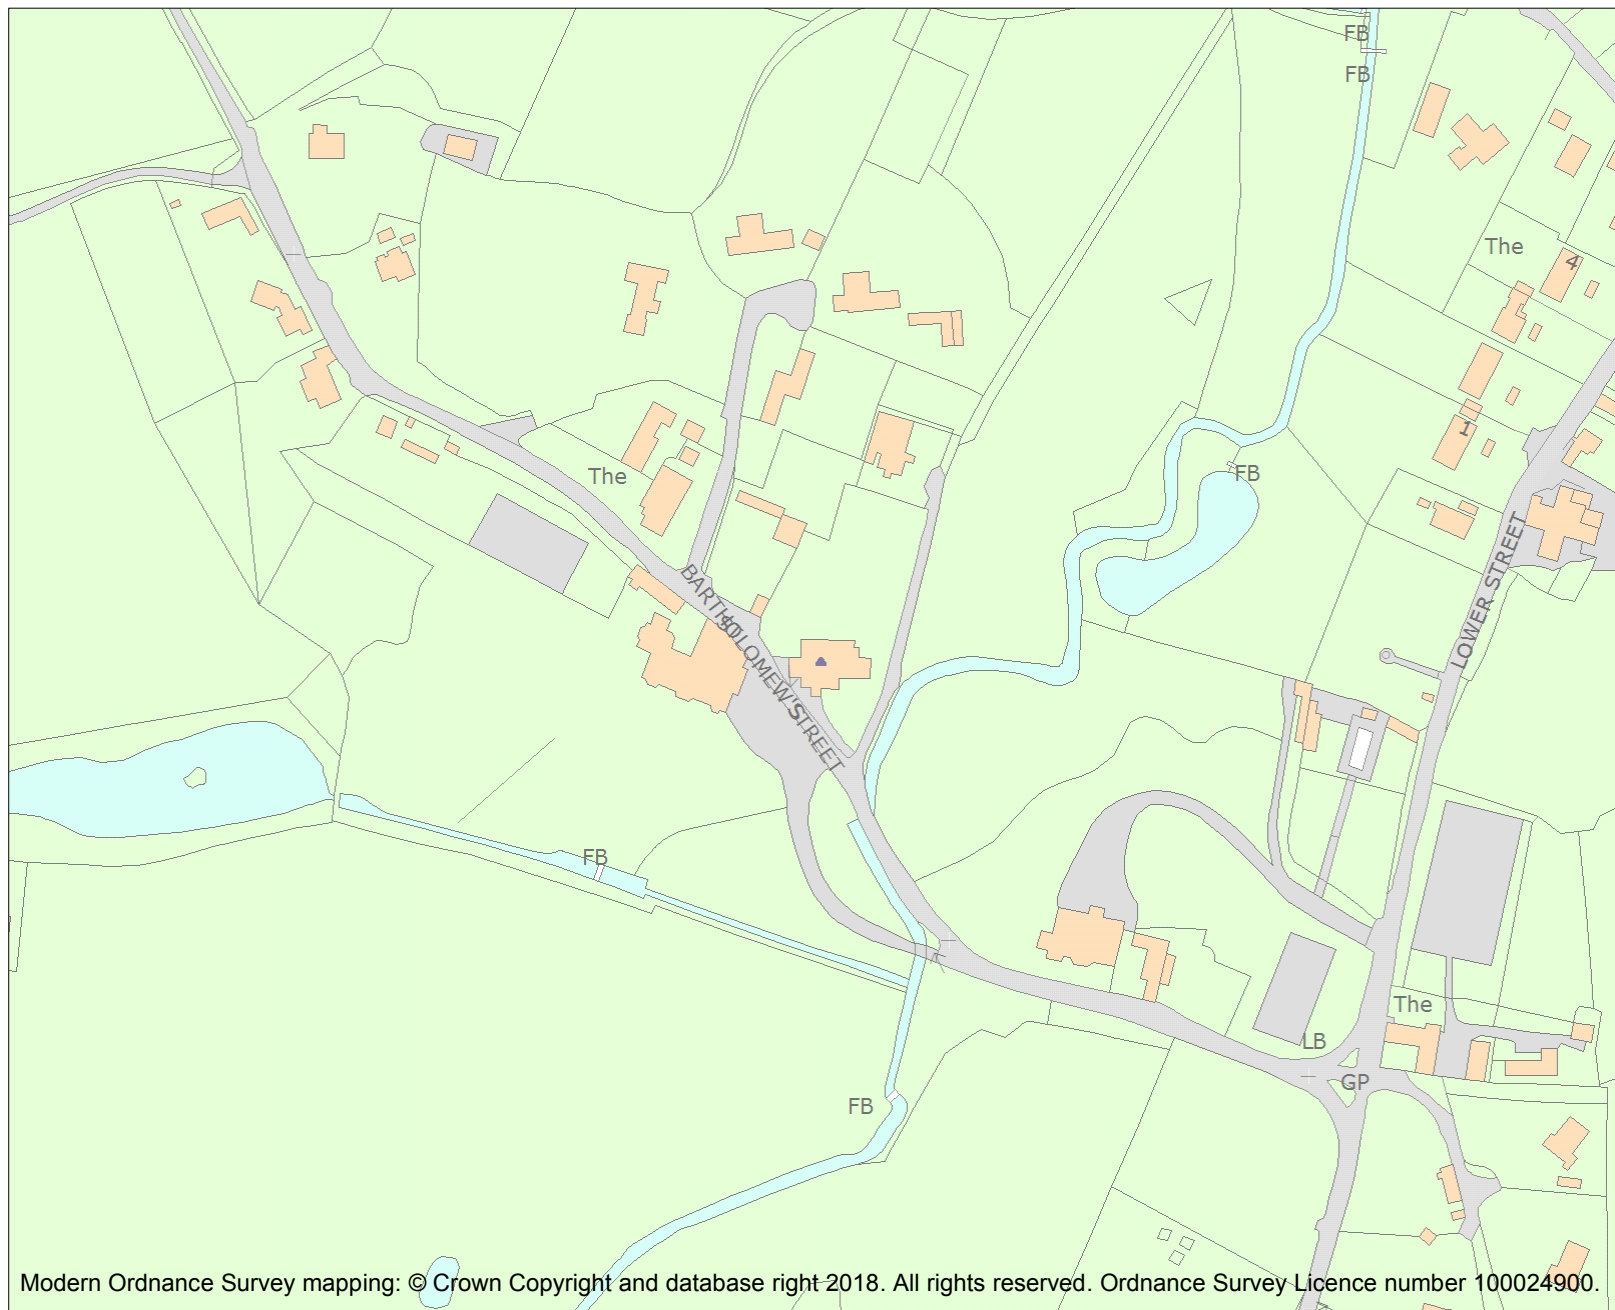 FB
FB
The
4
FB
1
The
LOWER STREET
BARTHOLOMEW STREET
FB
The
LB
GP
FB
Modern Ordnance Survey mapping: © Crown Copyright and database right 2018. All rights reserved. Ordnance Survey Licence number 100024900.